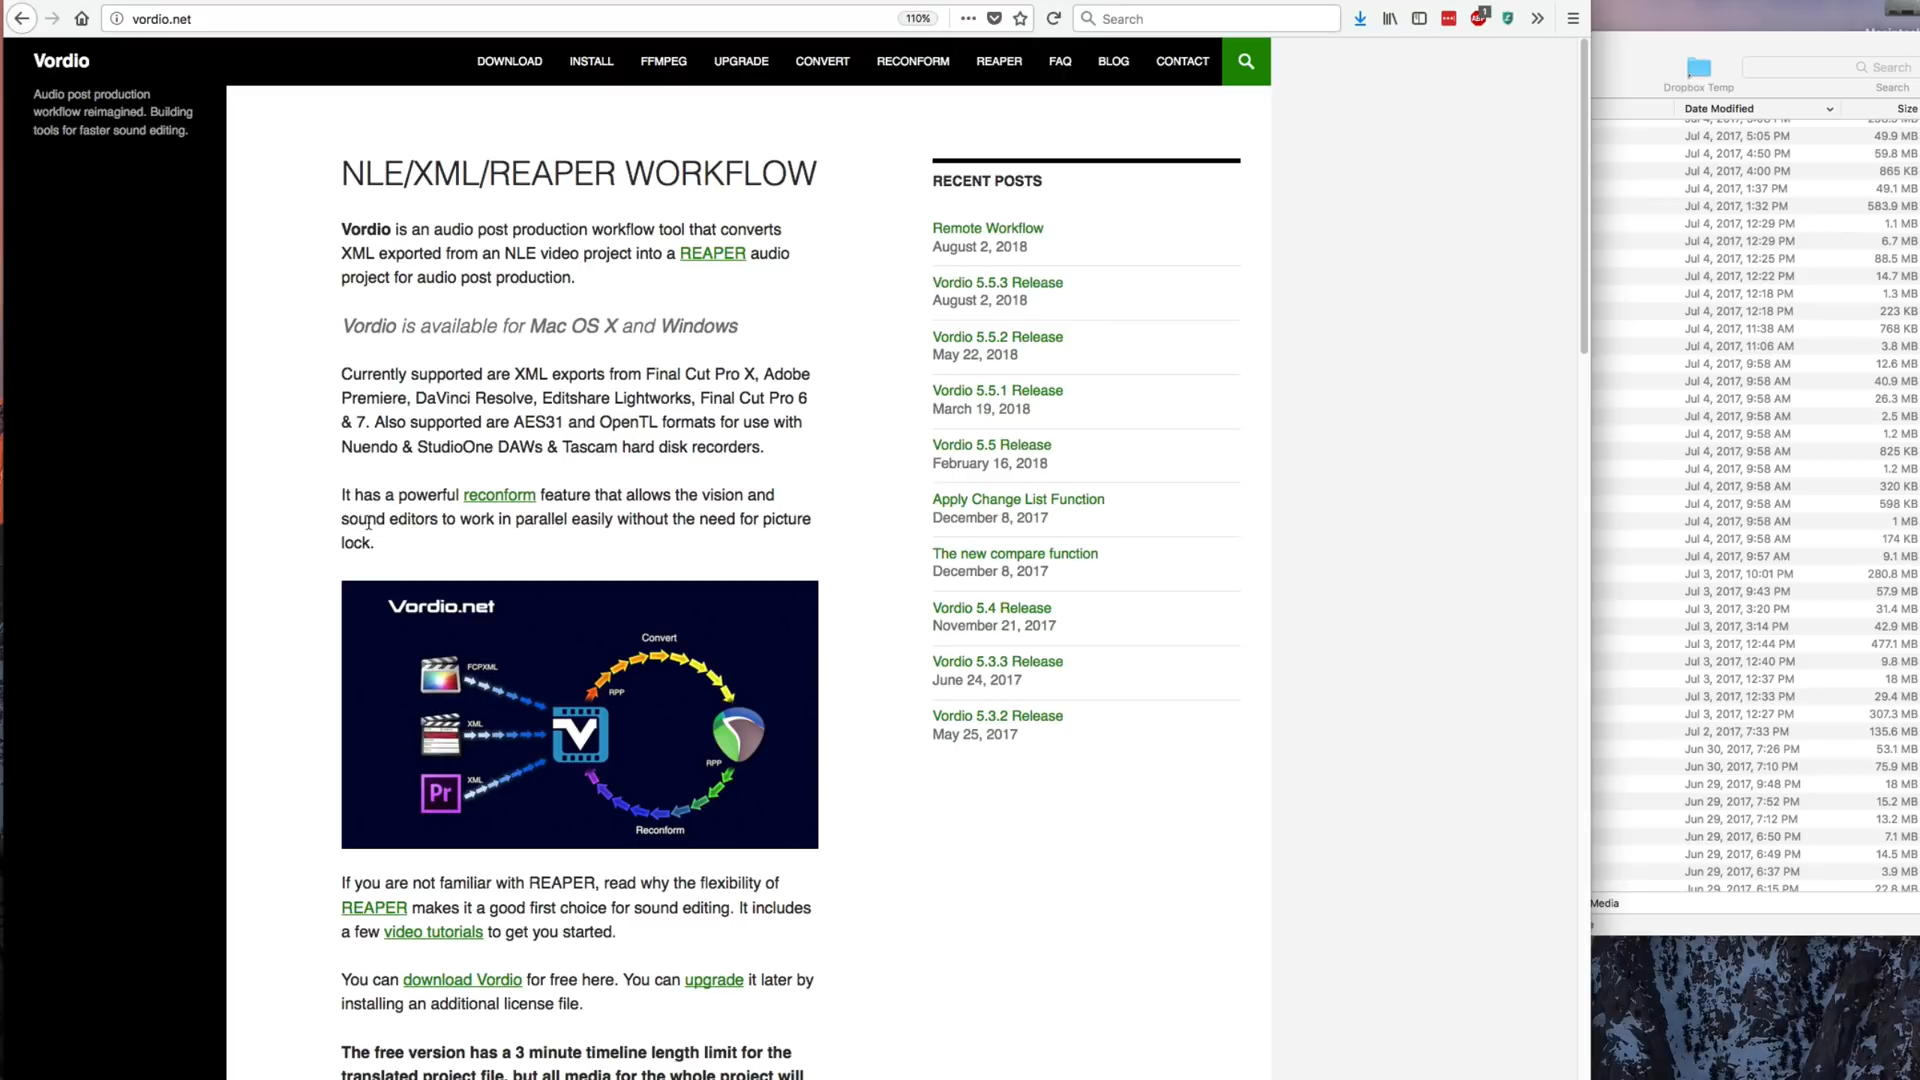 vordio.net
110%
Search
1
Vordio
DOWNLOAD
INSTALL
FFMPEG
UPGRADE
CONVERT
RECONFORM
REAPER
FAQ
BLOG
CONTACT
Audio post production
workflow reimagined. Building
tools for faster sound editing.
NLE/XML/REAPER WORKFLOW
Vordio is an audio post production workflow tool that converts
XML exported from an NLE video project into a REAPER audio
project for audio post production.
Vordio is available for Mac OS X and Windows
Currently supported are XML exports from Final Cut Pro X, Adobe
Premiere, DaVinci Resolve, Editshare Lightworks, Final Cut Pro 6
& 7. Also supported are AES31 and OpenTL formats for use with
Nuendo & StudioOne DAWs & Tascam hard disk recorders.
It has a powerful reconform feature that allows the vision and
sound editors to work in parallel easily without the need for picture
lock.
Vordio.net
Convert
FCPXML
RPP
XML
V
RPP
XML
Pr
Reconform
If you are not familiar with REAPER, read why the flexibility of
REAPER makes it a good first choice for sound editing. It includes
a few video tutorials to get you started.
You can download Vordio for free here. You can upgrade it later by
installing an additional license file.
The free version has a 3 minute timeline length limit for the
translated project file, but all media for the whole project will
RECENT POSTS
Remote Workflow
August 2, 2018
Vordio 5.5.3 Release
August 2, 2018
Vordio 5.5.2 Release
May 22, 2018
Vordio 5.5.1 Release
March 19, 2018
Vordio 5.5 Release
February 16, 2018
Apply Change List Function
December 8, 2017
The new compare function
December 8, 2017
Vordio 5.4 Release
November 21, 2017
Vordio 5.3.3 Release
June 24, 2017
Vordio 5.3.2 Release
May 25, 2017
Dropbox Temp
Search
Search
Date Modified Size
Jul 4, 2017, 5:05 PM 49.9 MB
Jul 4, 2017, 4:50 PM 59.8 MB
Jul 4, 2017, 4:00 PM 865 KB
Jul 4, 2017, 1:37 PM 49.1 MB
Jul 4, 2017, 1:32 PM 583.9 MB
Jul 4, 2017, 12:29 PM 1.1 MB
Jul 4, 2017, 12:29 PM 6.7 MB
Jul 4, 2017, 12:25 PM 88.5 MB
Jul 4, 2017, 12:22 PM 14.7 MB
Jul 4, 2017, 12:18 PM 1.3 MB
Jul 4, 2017, 12:18 PM 223 KB
Jul 4, 2017, 11:38 AM 768 KB
Jul 4, 2017, 11:06 AM 3.8 MB
Jul 4, 2017, 9:58 AM 12.6 MB
Jul 4, 2017, 9:58 AM 40.9 MB
Jul 4, 2017, 9:58 AM 26.3 MB
Jul 4, 2017, 9:58 AM 2.5 MB
Jul 4, 2017, 9:58 AM 1.2 MB
Jul 4, 2017, 9:58 AM 825 KB
Jul 4, 2017, 9:58 AM 1.2 MB
Jul 4, 2017, 9:58 AM 320 KB
Jul 4, 2017, 9:58 AM 598 KB
Jul 4, 2017, 9:58 AM 1 MB
Jul 4, 2017, 9:58 AM 174 KB
Jul 4, 2017, 9:57 AM 9.1 MB
Jul 3, 2017, 10:01 PM 280.8 MB
Jul 3, 2017, 9:43 PM 57.9 MB
Jul 3, 2017, 3:20 PM 31.4 MB
Jul 3, 2017, 3:14 PM 42.9 MB
Jul 3, 2017, 12:44 PM 477.1 MB
Jul 3, 2017, 12:40 PM 9.8 MB
Jul 3, 2017, 12:37 PM 18 MB
Jul 3, 2017, 12:33 PM 29.4 MB
Jul 3, 2017, 12:27 PM 307.3 MB
Jul 2, 2017, 7:33 PM 135.6 MB
Jun 30, 2017, 7:26 PM 53.1 MB
Jun 30, 2017, 7:10 PM 75.9 MB
Jun 29, 2017, 9:48 PM 18 MB
Jun 29, 2017, 7:52 PM 15.2 MB
Jun 29, 2017, 7:12 PM 13.2 MB
Jun 29, 2017, 6:50 PM 7.1 MB
Jun 29, 2017, 6:49 PM 14.5 MB
Jun 29, 2017, 6:37 PM 3.9 MB
Jun 29, 2017, 6:15 PM 22.8 MB
Media